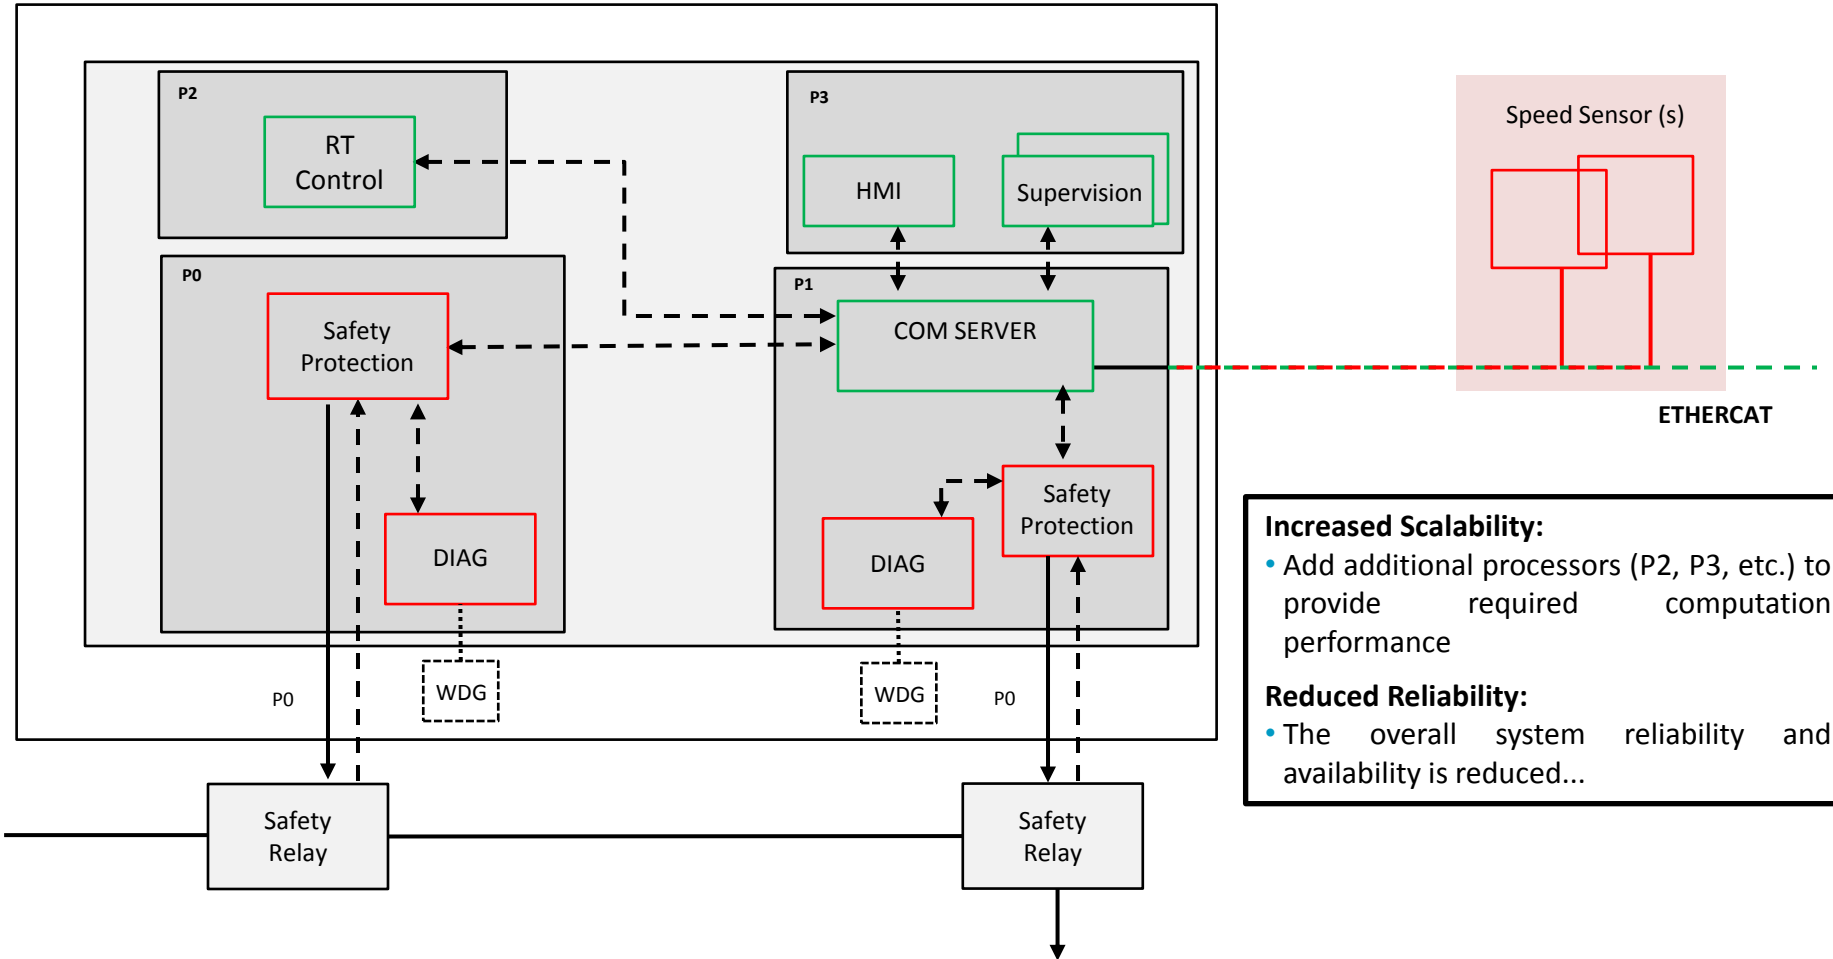 P2
RT
Control
P3
HMI
Supervision
Speed Sensor (s)
P0
Safety
Protection
DIAG
P1
COM SERVER
Safety
Protection
DIAG
ETHERCAT
WDG
P0
WDG
P0
Safety
Relay
Safety
Relay
Increased Scalability:
• Add additional processors (P2, P3, etc.) to
provide required computation
performance
Reduced Reliability:
• The overall system reliability and
availability is reduced...